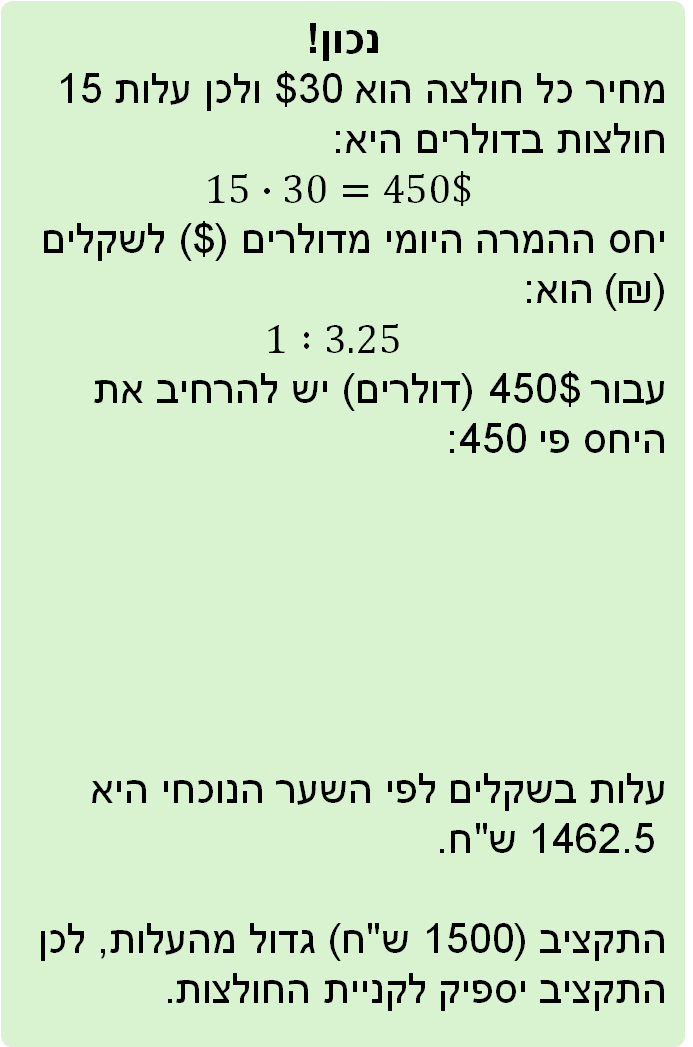 נכון!
מחיר כל חולצה הוא 30$ ולכן עלות 15
חולצות בדולרים היא:
15 · 30 = 450$
יחס ההמרה היומי מדולרים ($) לשקלים
(₪) הוא:
1 : 3.25
עבור 450$ (דולרים) יש להרחיב את
היחס פי 450:
עלות בשקלים לפי השער הנוכחי היא
1462.5 ש"ח.
התקציב (1500 ש"ח) גדול מהעלות, לכן
התקציב יספיק לקניית החולצות.